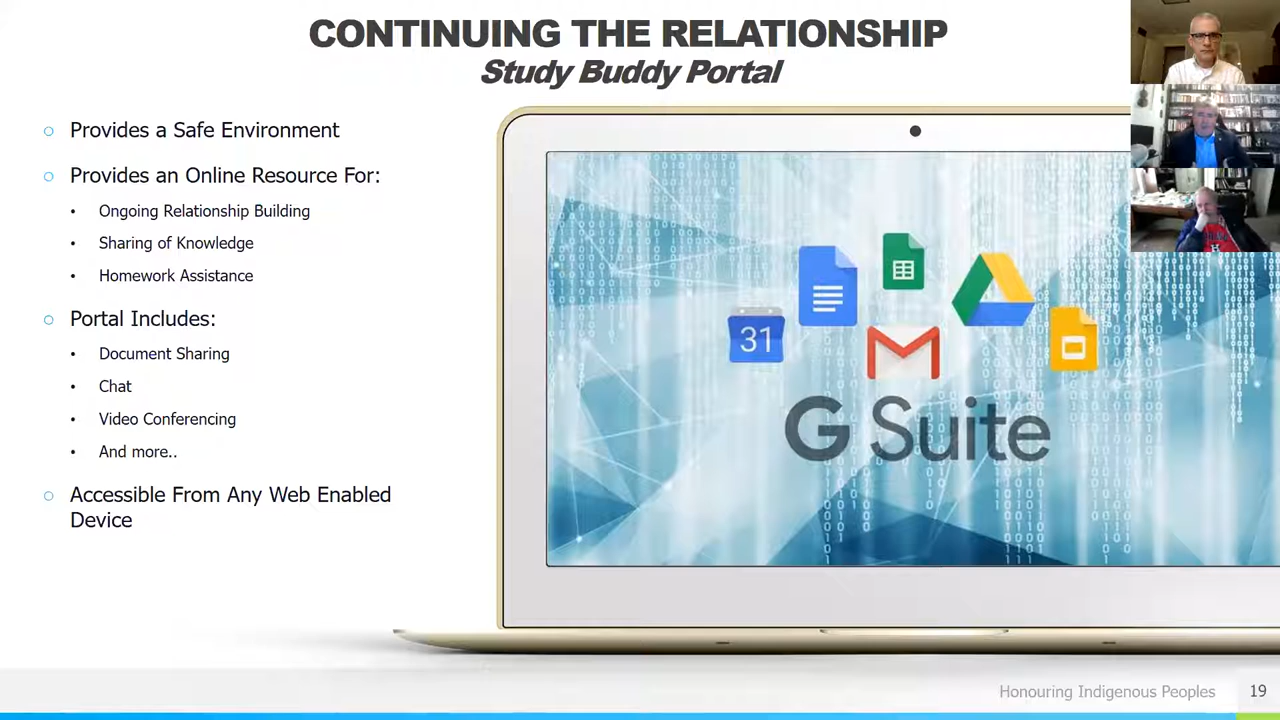 CONTINUING THE RELATIONSHIP
Study Buddy Portal
Provides a Safe Environment
Provides an Online Resource For:
Ongoing Relationship Building
Sharing of Knowledge
Homework Assistance
Portal Includes:
Document Sharing
Chat
Video Conferencing
And more..
Accessible From Any Web Enabled
Device
31
G Suite
Honouring Indigenous Peoples
19